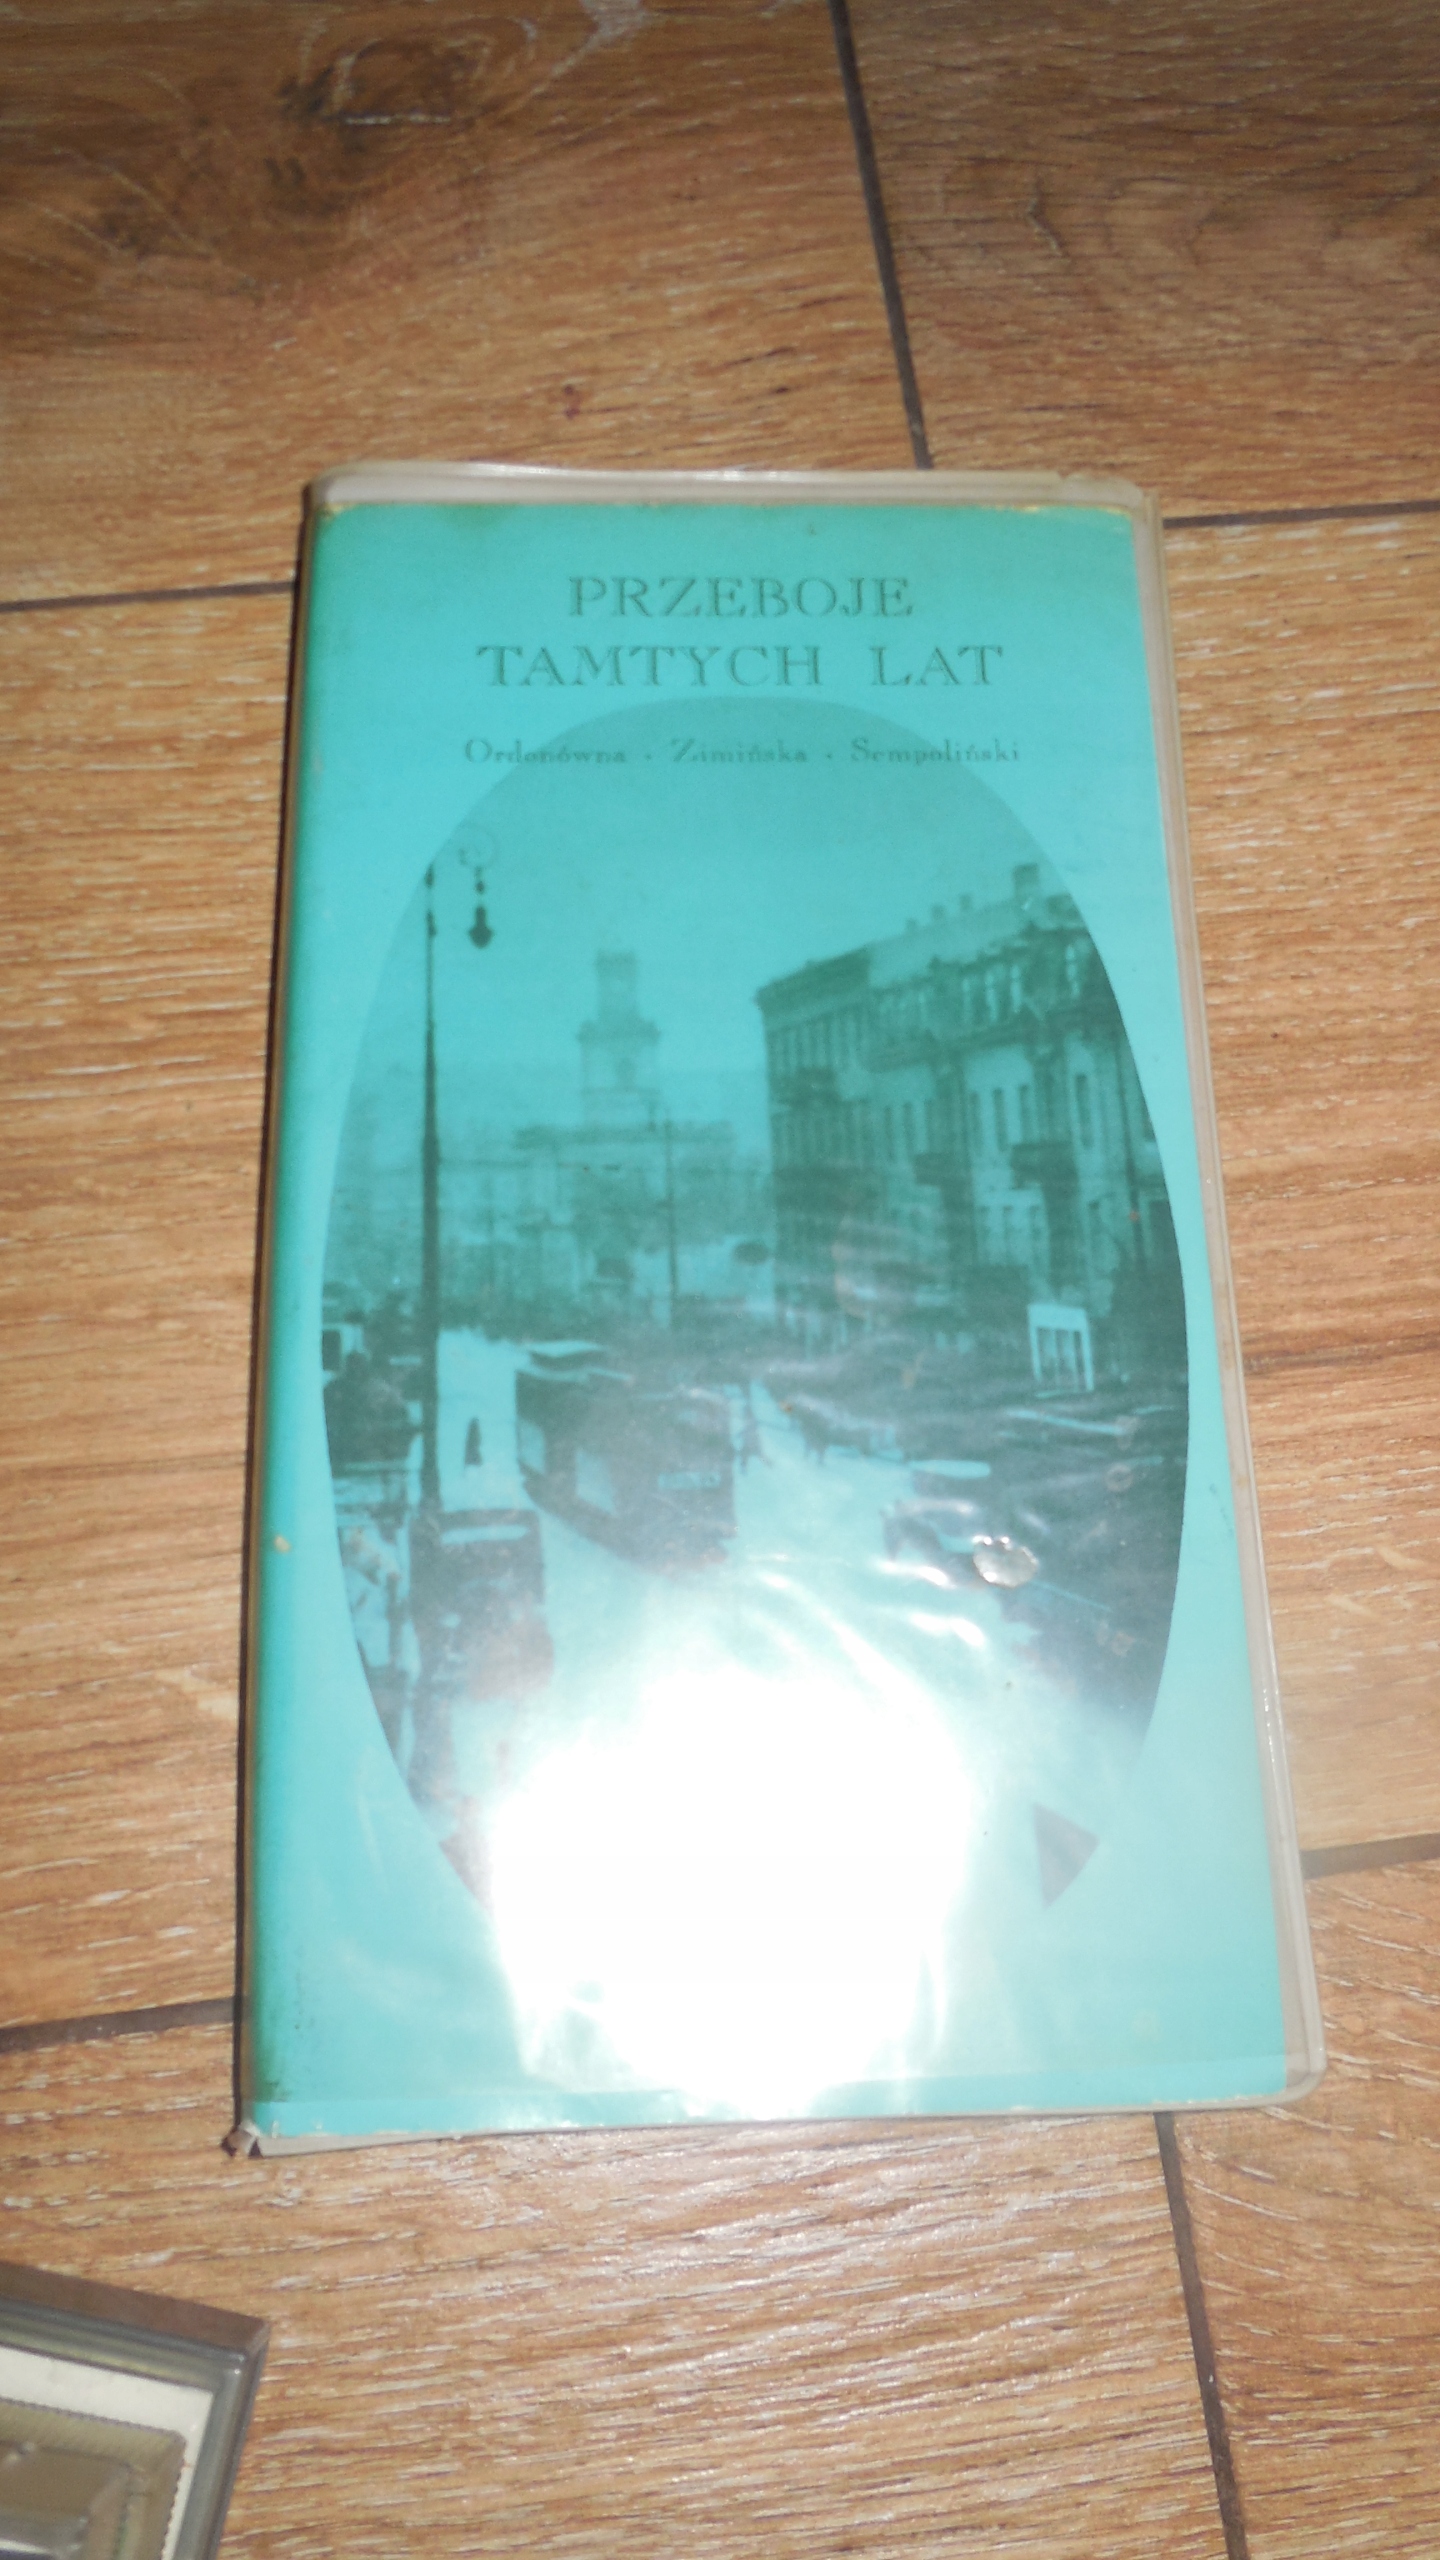 PRZEBOJE
TAMTYCH LAT
Ordonówna · Zimińska · Sempoliński